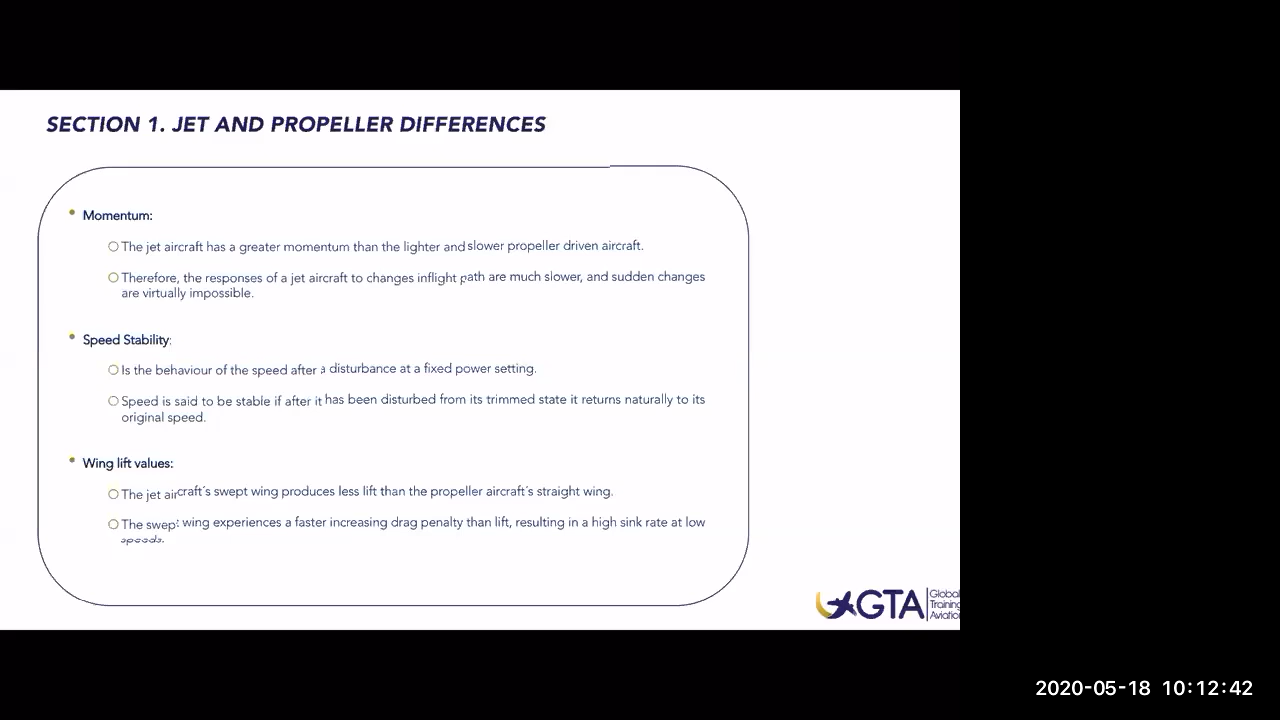 SECTION 1. JET AND PROPELLER DIFFERENCES
• Momentum:
○ The jet aircraft has a greater momentum than the lighter and slower propeller driven aircraft.
○ Therefore, the responses of a jet aircraft to changes inflight path are much slower, and sudden changes
are virtually impossible.
• Speed Stability:
○ Is the behaviour of the speed after a disturbance at a fixed power setting.
○ Speed is said to be stable if after it has been disturbed from its trimmed state it returns naturally to its
original speed.
• Wing lift values:
○ The jet aircraft´s swept wing produces less lift than the propeller aircraft´s straight wing.
○ The swept wing experiences a faster increasing drag penalty than lift, resulting in a high sink rate at low
speeds.
GTA
Global
Training
Aviation
2020-05-18 10:12:42